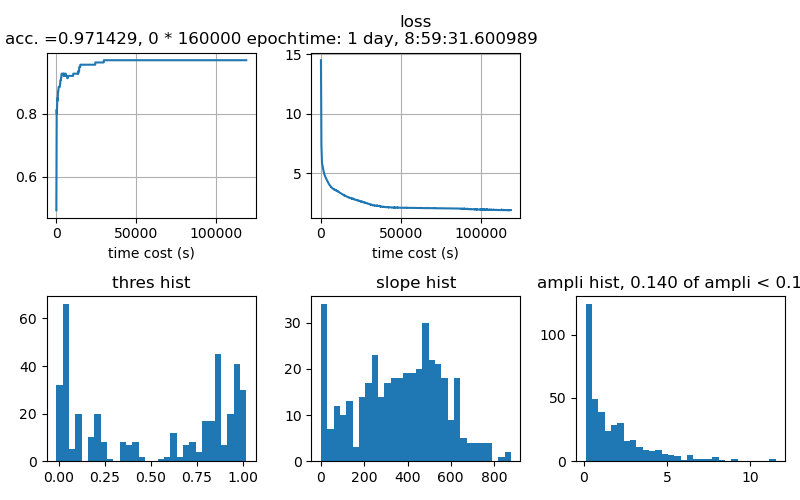 acc. =0.971429, 0 * 160000 epoch
loss
time: 1 day, 8:59:31.600989
0.8
0.6
0 50000 100000
time cost (s)
15
10
5
0 50000 100000
time cost (s)
thres hist
60
40
20
0
0.00 0.25 0.50 0.75 1.00
slope hist
30
20
10
0
0 200 400 600 800
ampli hist, 0.140 of ampli < 0.1
100
50
0
0 5 10